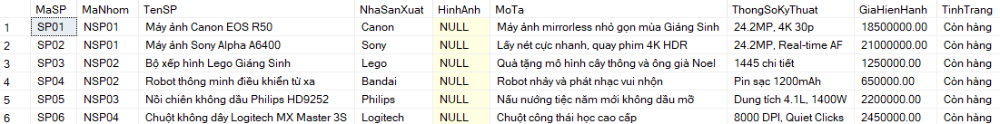 MaSP MaNhom TenSP NhaSanXuat HinhAnh MoTa ThongSoKyThuat GiaHienHanh TinhTrang
1 SP01 NSP01 Máy ảnh Canon EOS R50 Canon NULL Máy ảnh mirrorless nhỏ gọn mùa Giáng Sinh 24.2MP, 4K 30p 18500000.00 Còn hàng
2 SP02 NSP01 Máy ảnh Sony Alpha A6400 Sony NULL Lấy nét cực nhanh, quay phim 4K HDR 24.2MP, Real-time AF 21000000.00 Còn hàng
3 SP03 NSP02 Bộ xếp hình Lego Giáng Sinh Lego NULL Quà tặng mô hình cây thông và ông già Noel 1445 chi tiết 1250000.00 Còn hàng
4 SP04 NSP02 Robot thông minh điều khiển từ xa Bandai NULL Robot nhảy và phát nhạc vui nhộn Pin sạc 1200mAh 650000.00 Còn hàng
5 SP05 NSP03 Nồi chiên không dầu Philips HD9252 Philips NULL Nấu nướng tiệc năm mới không dầu mỡ Dung tích 4.1L, 1400W 2200000.00 Còn hàng
6 SP06 NSP04 Chuột không dây Logitech MX Master 3S Logitech NULL Chuột công thái học cao cấp 8000 DPI, Quiet Clicks 2450000.00 Còn hàng